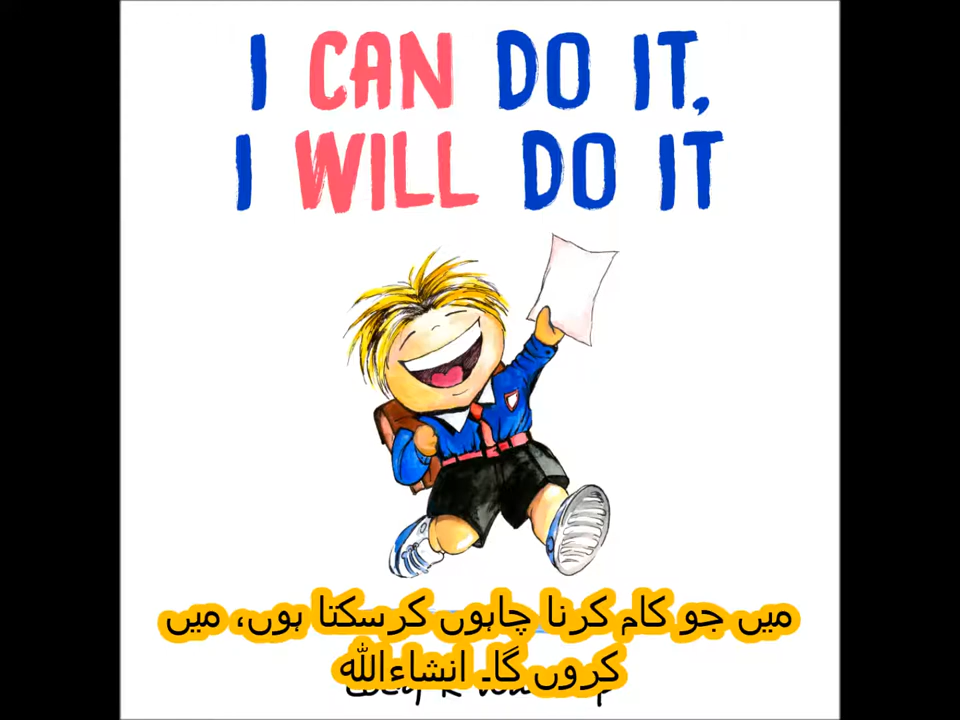 I CAN DO IT,
I WILL DO IT
میں جو کام کرنا چاہوں کرسکتا ہوں، میں
کروں گا۔ انشاءاللہ